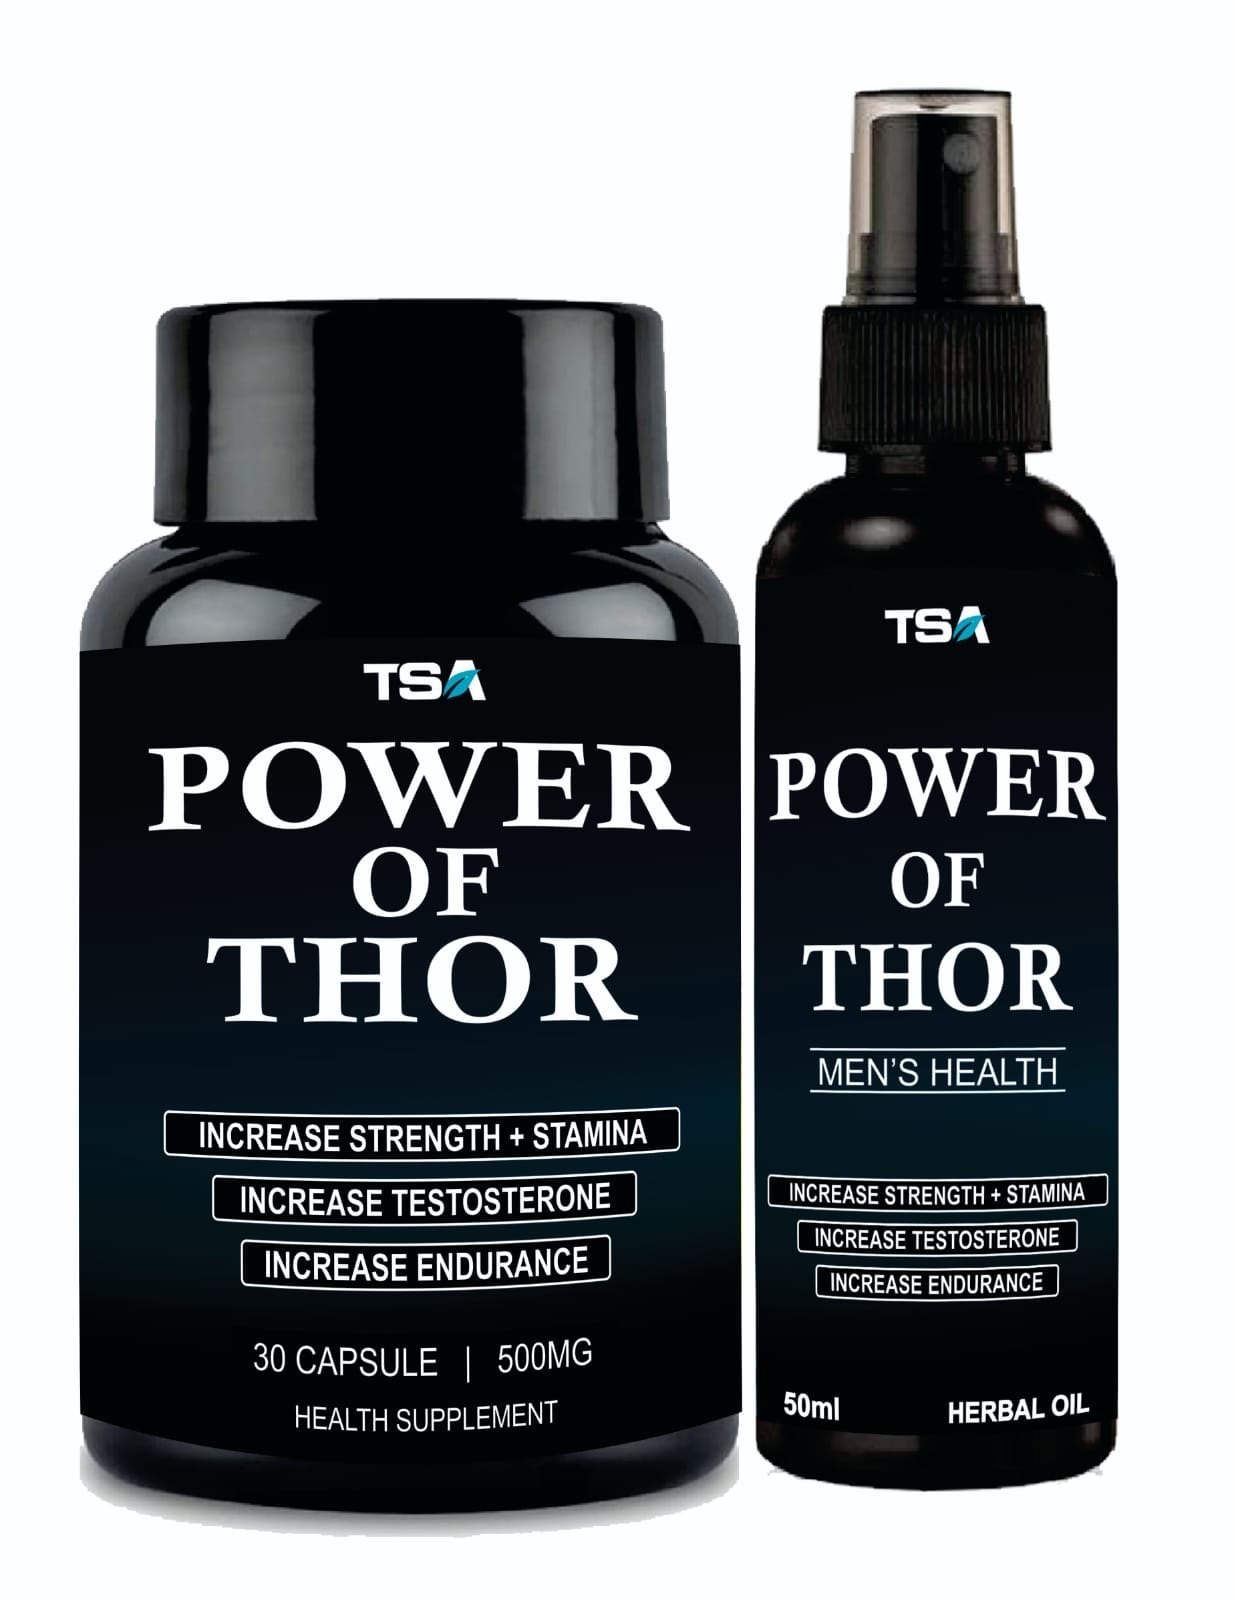 TSA
POWER
OF
THOR
INCREASE STRENGTH + STAMINA
INCREASE TESTOSTERONE
INCREASE ENDURANCE
30 CAPSULE | 500MG
HEALTH SUPPLEMENT
TSA
POWER
OF
THOR
MEN'S HEALTH
INCREASE STRENGTH + STAMINA
INCREASE TESTOSTERONE
INCREASE ENDURANCE
50ml HERBAL OIL